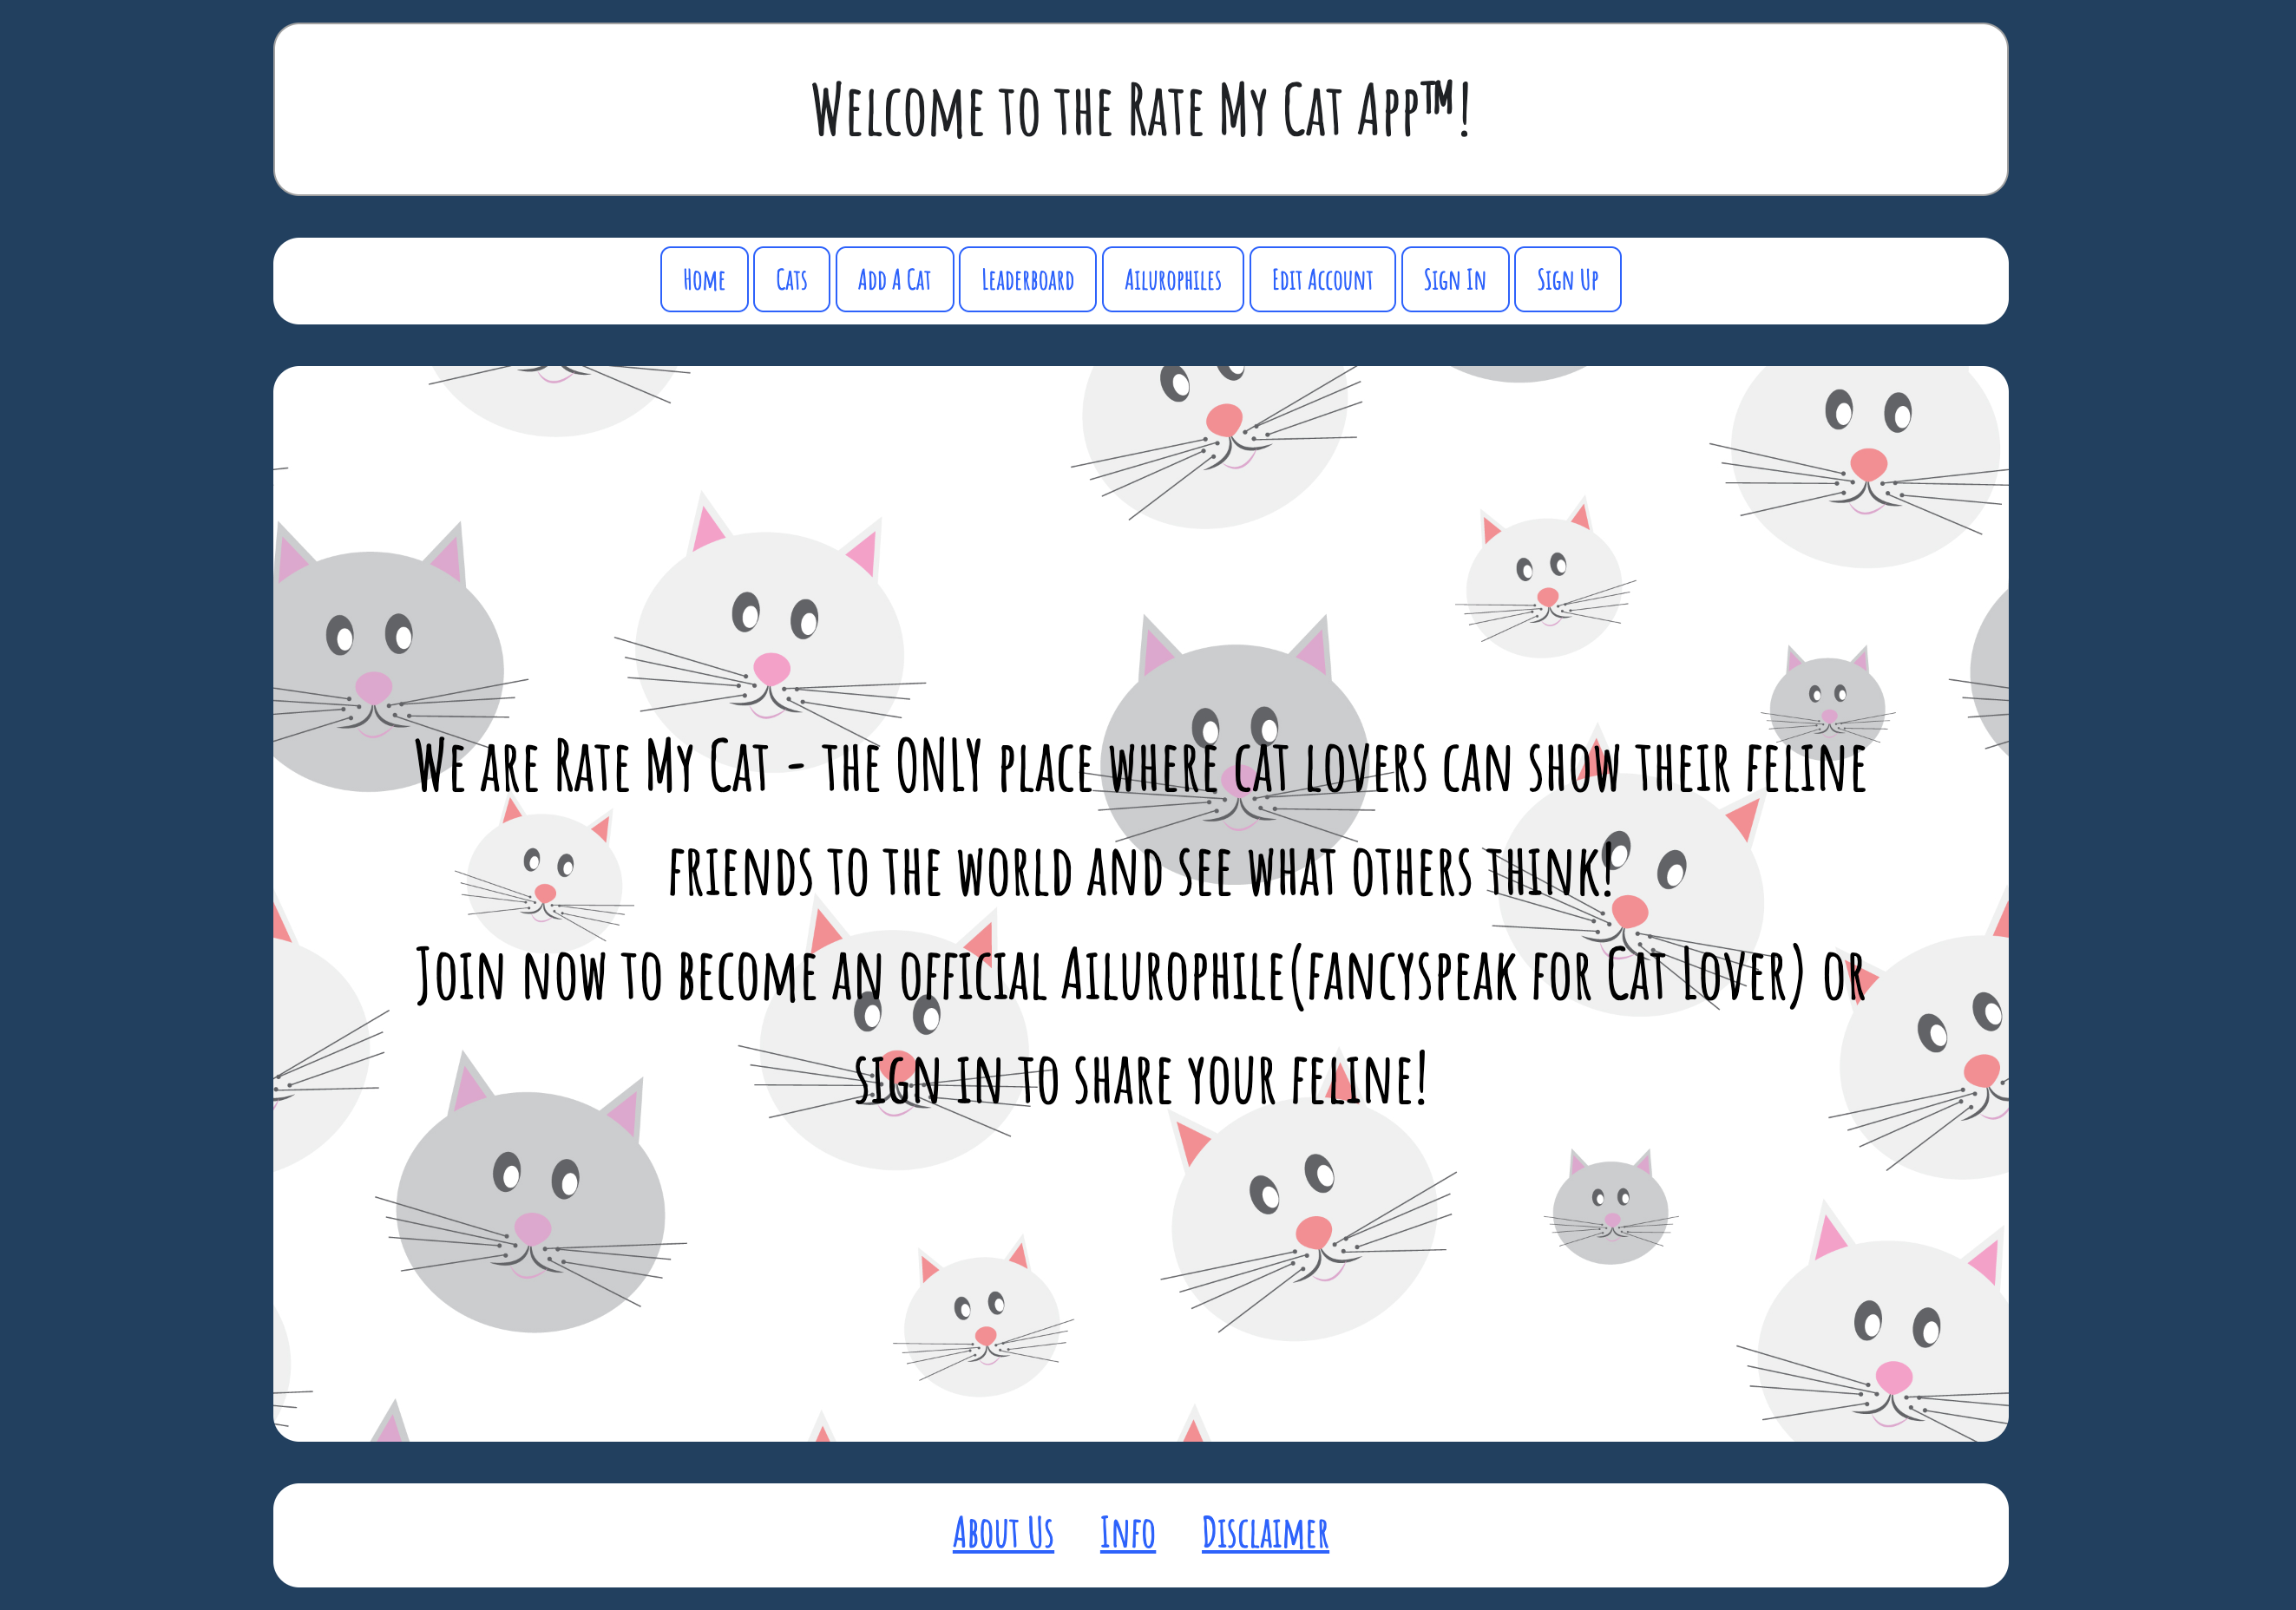 Welcome to the Rate My Cat App™!
Home Cats Add A Cat Leaderboard Ailurophiles Edit Account Sign In Sign Up
We are Rate My Cat - the ONLY place where cat lovers can show their feline
friends to the world and see what others think!
Join now to become an official Ailurophile(fancyspeak for Cat Lover) or
sign in to share your feline!
About Us Info Disclaimer